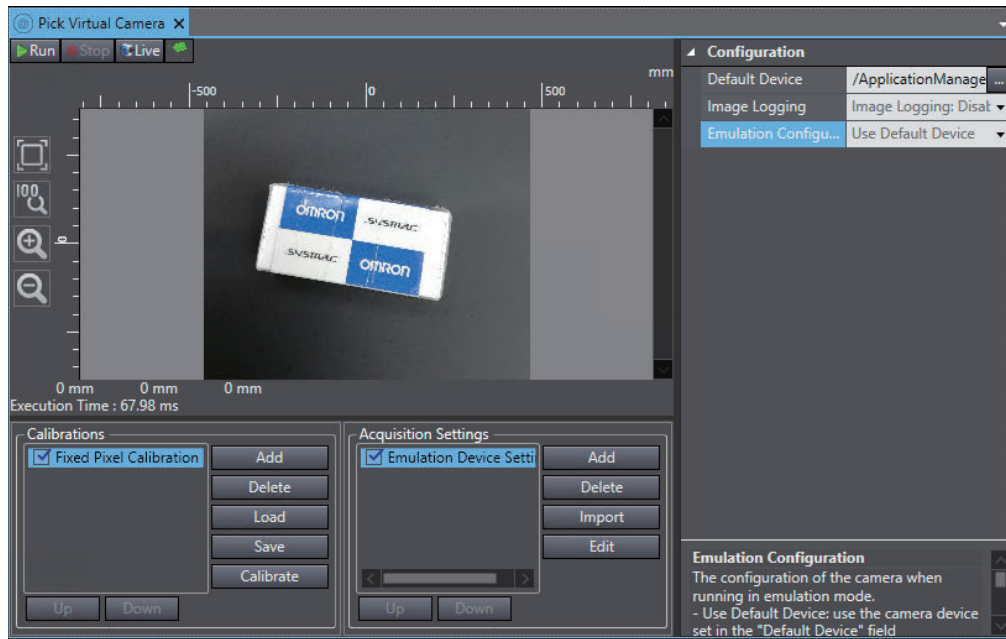 Pick Virtual Camera
Run Stop Live
mm
-500 0 500
100
0
0 mm 0 mm 0 mm
Execution Time : 67.98 ms
omron SYSMAC
SYSMAC omron
Calibrations
Fixed Pixel Calibration
Add
Delete
Load
Save
Calibrate
Up Down
Acquisition Settings
Emulation Device Setti
Add
Delete
Import
Edit
Up Down
Configuration
Default Device /ApplicationManage ...
Image Logging Image Logging: Disab
Emulation Configu... Use Default Device
Emulation Configuration
The configuration of the camera when
running in emulation mode.
- Use Default Device: use the camera device
set in the "Default Device" field